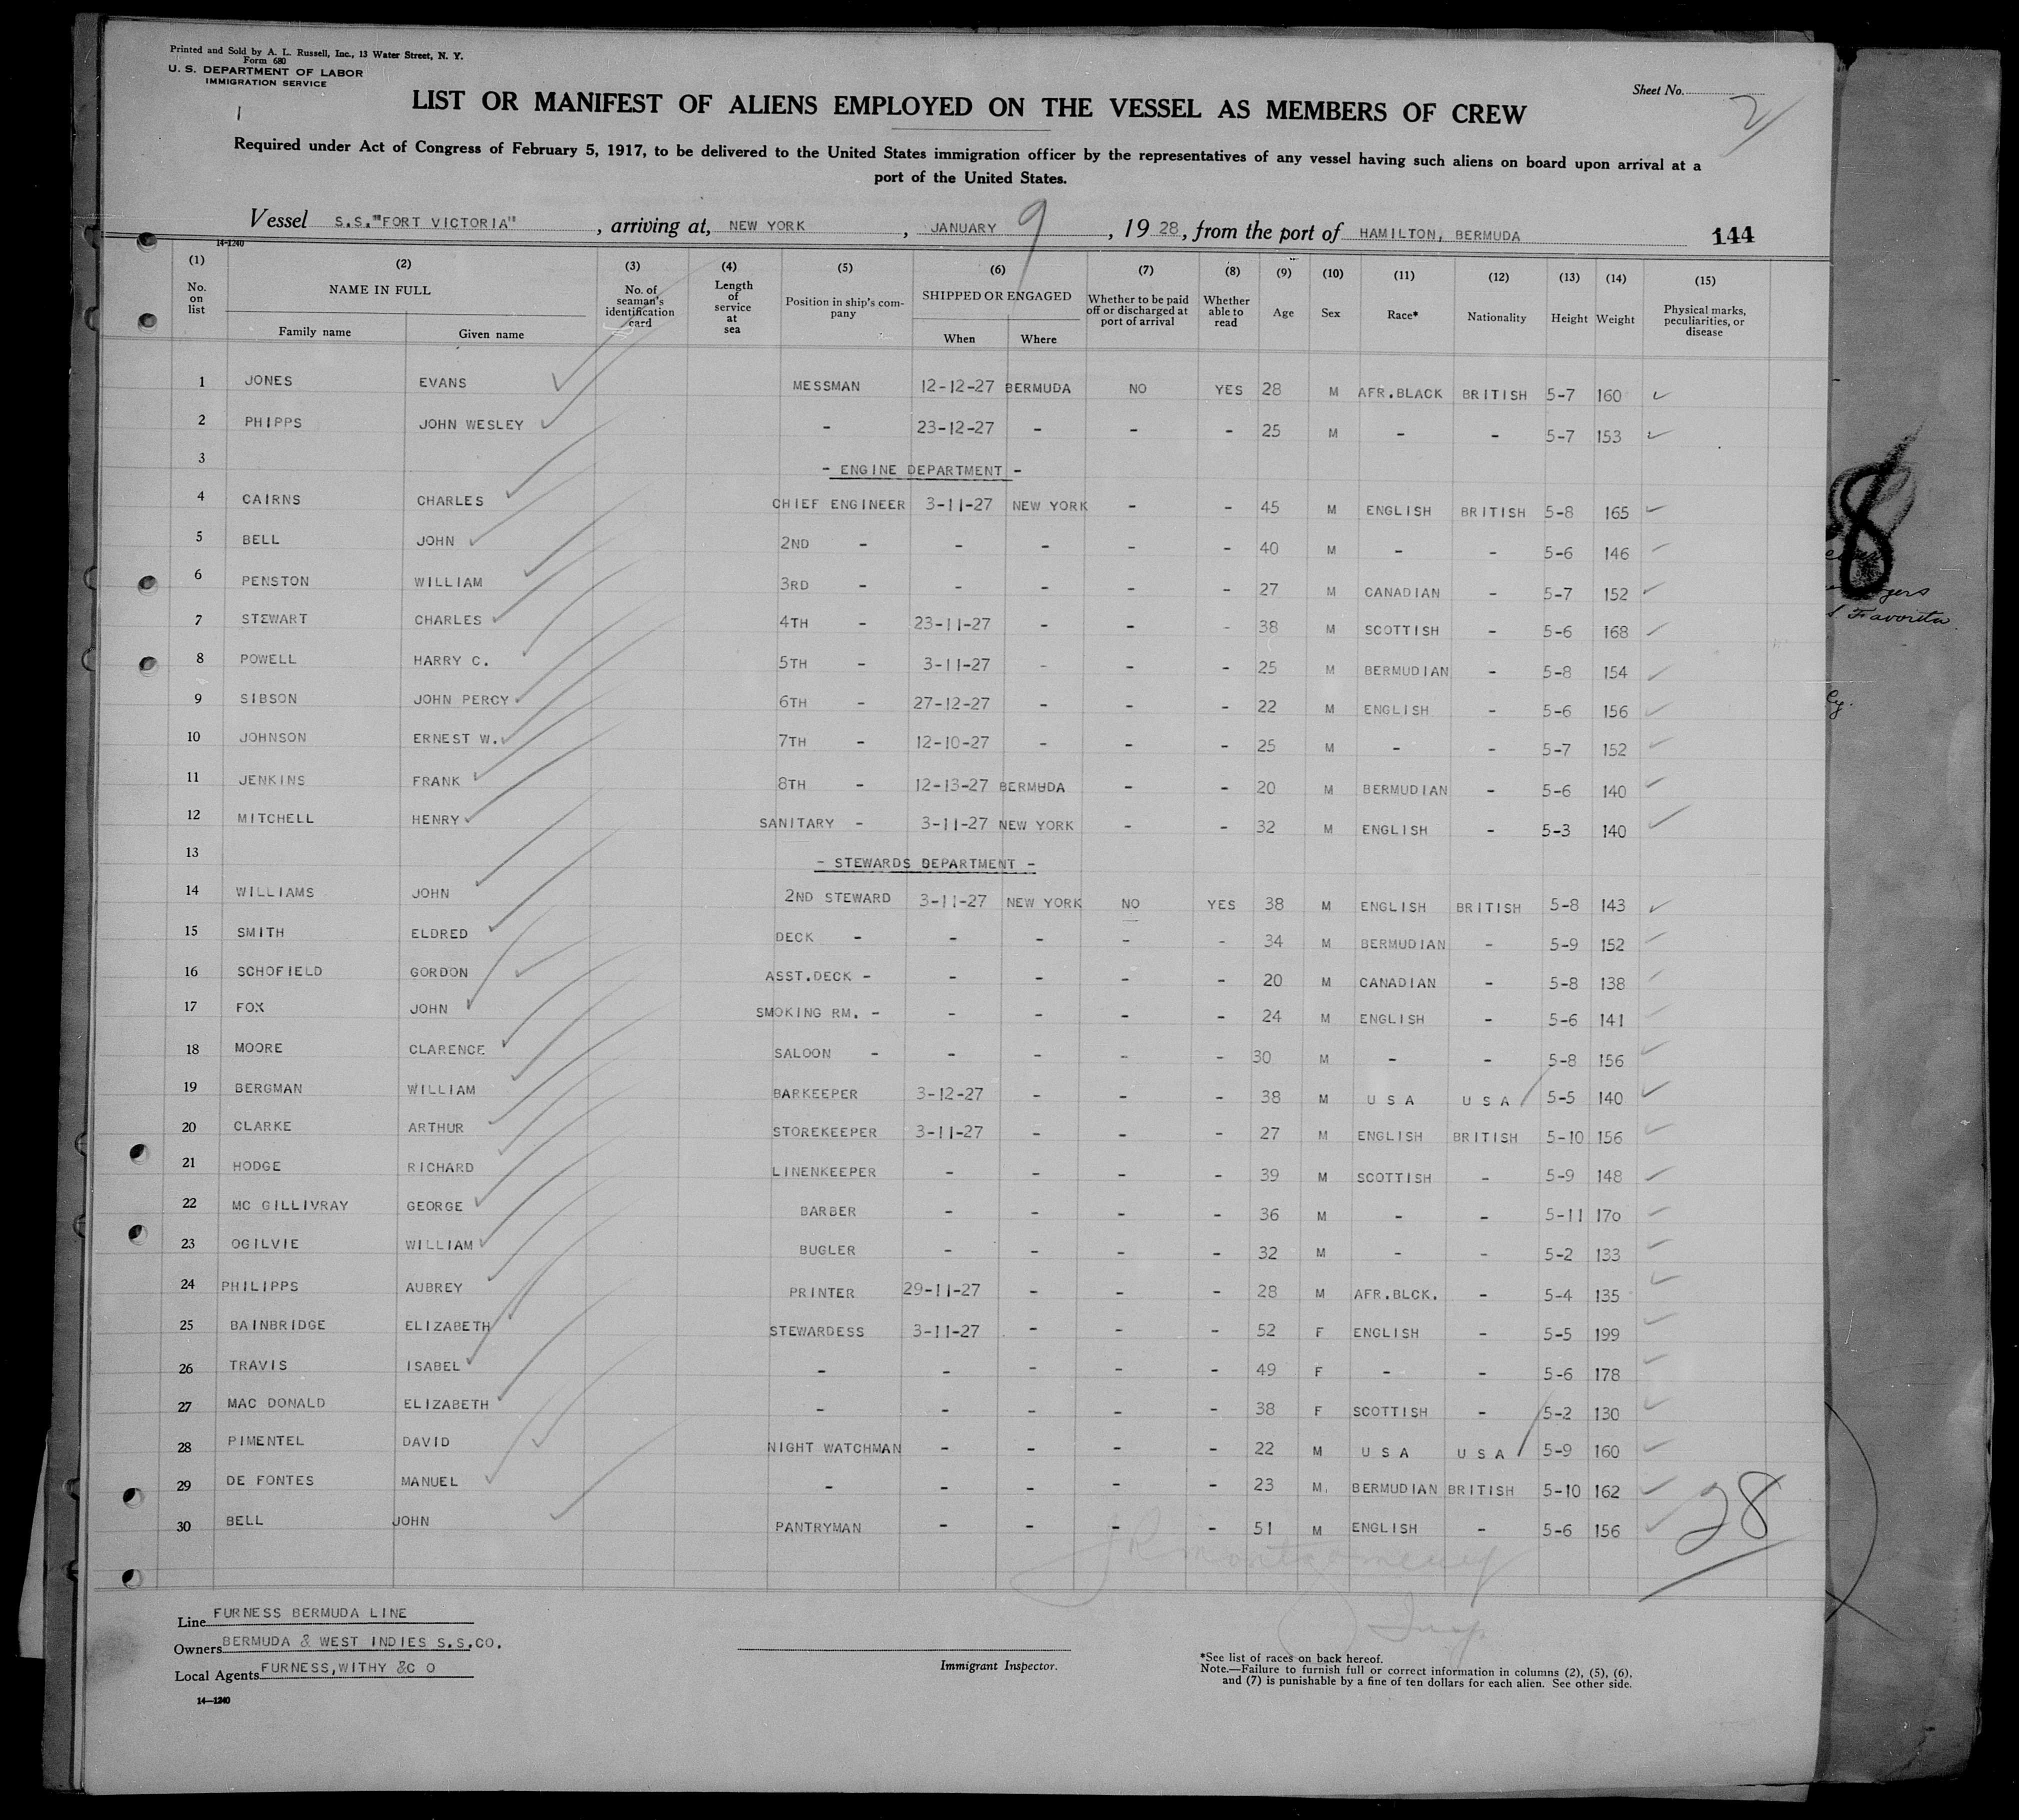 Printed and Sold by A. L. Russell, Inc., 13 Water Street, N. Y.
Form 680
U. S. DEPARTMENT OF LABOR
IMMIGRATION SERVICE
Sheet No. 2
LIST OR MANIFEST OF ALIENS EMPLOYED ON THE VESSEL AS MEMBERS OF CREW
Required under Act of Congress of February 5, 1917, to be delivered to the United States immigration officer by the representatives of any vessel having such aliens on board upon arrival at a
port of the United States.
Vessel S.S."FORT VICTORIA", arriving at, NEW YORK, JANUARY 9, 1928, from the port of HAMILTON, BERMUDA 144
14-1240
(1) (2) (3) (4) (5) (6) (7) (8) (9) (10) (11) (12) (13) (14) (15)
No. on list NAME IN FULL Family name Given name No. of seaman's identification card Length of service at sea Position in ship's company SHIPPED OR ENGAGED When Where Whether to be paid off or discharged at port of arrival Whether able to read Age Sex Race* Nationality Height Weight Physical marks, peculiarities, or disease
1 JONES EVANS MESSMAN 12-12-27 BERMUDA NO YES 28 M AFR.BLACK BRITISH 5-7 160
2 PHIPPS JOHN WESLEY - 23-12-27 - - - 25 M - - 5-7 153
3 - ENGINE DEPARTMENT -
4 CAIRNS CHARLES CHIEF ENGINEER 3-11-27 NEW YORK - - 45 M ENGLISH BRITISH 5-8 165
5 BELL JOHN 2ND - - - - - 40 M - - 5-6 146
6 PENSTON WILLIAM 3RD - - - - - 27 M CANADIAN - 5-7 152
7 STEWART CHARLES 4TH - 23-11-27 - - - 38 M SCOTTISH - 5-6 168
8 POWELL HARRY C. 5TH - 3-11-27 - - - 25 M BERMUDIAN - 5-8 154
9 SIBSON JOHN PERCY 6TH - 27-12-27 - - - 22 M ENGLISH - 5-6 156
10 JOHNSON ERNEST W. 7TH - 12-10-27 - - - 25 M - - 5-7 152
11 JENKINS FRANK 8TH - 12-13-27 BERMUDA - - 20 M BERMUDIAN - 5-6 140
12 MITCHELL HENRY SANITARY - 3-11-27 NEW YORK - - 32 M ENGLISH - 5-3 140
13 - STEWARDS DEPARTMENT -
14 WILLIAMS JOHN 2ND STEWARD 3-11-27 NEW YORK NO YES 38 M ENGLISH BRITISH 5-8 143
15 SMITH ELDRED DECK - - - - - 34 M BERMUDIAN - 5-9 152
16 SCHOFIELD GORDON ASST.DECK - - - - - 20 M CANADIAN - 5-8 138
17 FOX JOHN SMOKING RM. - - - - - 24 M ENGLISH - 5-6 141
18 MOORE CLARENCE SALOON - - - - - 30 M - - 5-8 156
19 BERGMAN WILLIAM BARKEEPER 3-12-27 - - - 38 M U S A U S A 5-5 140
20 CLARKE ARTHUR STOREKEEPER 3-11-27 - - - 27 M ENGLISH BRITISH 5-10 156
21 HODGE RICHARD LINENKEEPER - - - - 39 M SCOTTISH - 5-9 148
22 MC GILLIVRAY GEORGE BARBER - - - - 36 M - - 5-11 170
23 OGILVIE WILLIAM BUGLER - - - - 32 M - - 5-2 133
24 PHILIPPS AUBREY PRINTER 29-11-27 - - - 28 M AFR.BLCK. - 5-4 135
25 BAINBRIDGE ELIZABETH STEWARDESS 3-11-27 - - - 52 F ENGLISH - 5-5 199
26 TRAVIS ISABEL - - - - - 49 F - - 5-6 178
27 MAC DONALD ELIZABETH - - - - - 38 F SCOTTISH - 5-2 130
28 PIMENTEL DAVID NIGHT WATCHMAN - - - - 22 M U S A U S A 5-9 160
29 DE FONTES MANUEL - - - - - 23 M. BERMUDIAN BRITISH 5-10 162
30 BELL JOHN PANTRYMAN - - - - 51 M ENGLISH - 5-6 156
28
Montgomery
Insp.
Line FURNESS BERMUDA LINE
Owners BERMUDA & WEST INDIES S.S.CO.
Local Agents FURNESS,WITHY &C O
14-1240
Immigrant Inspector.
*See list of races on back hereof.
Note.—Failure to furnish full or correct information in columns (2), (5), (6),
and (7) is punishable by a fine of ten dollars for each alien. See other side.
8
Favorita